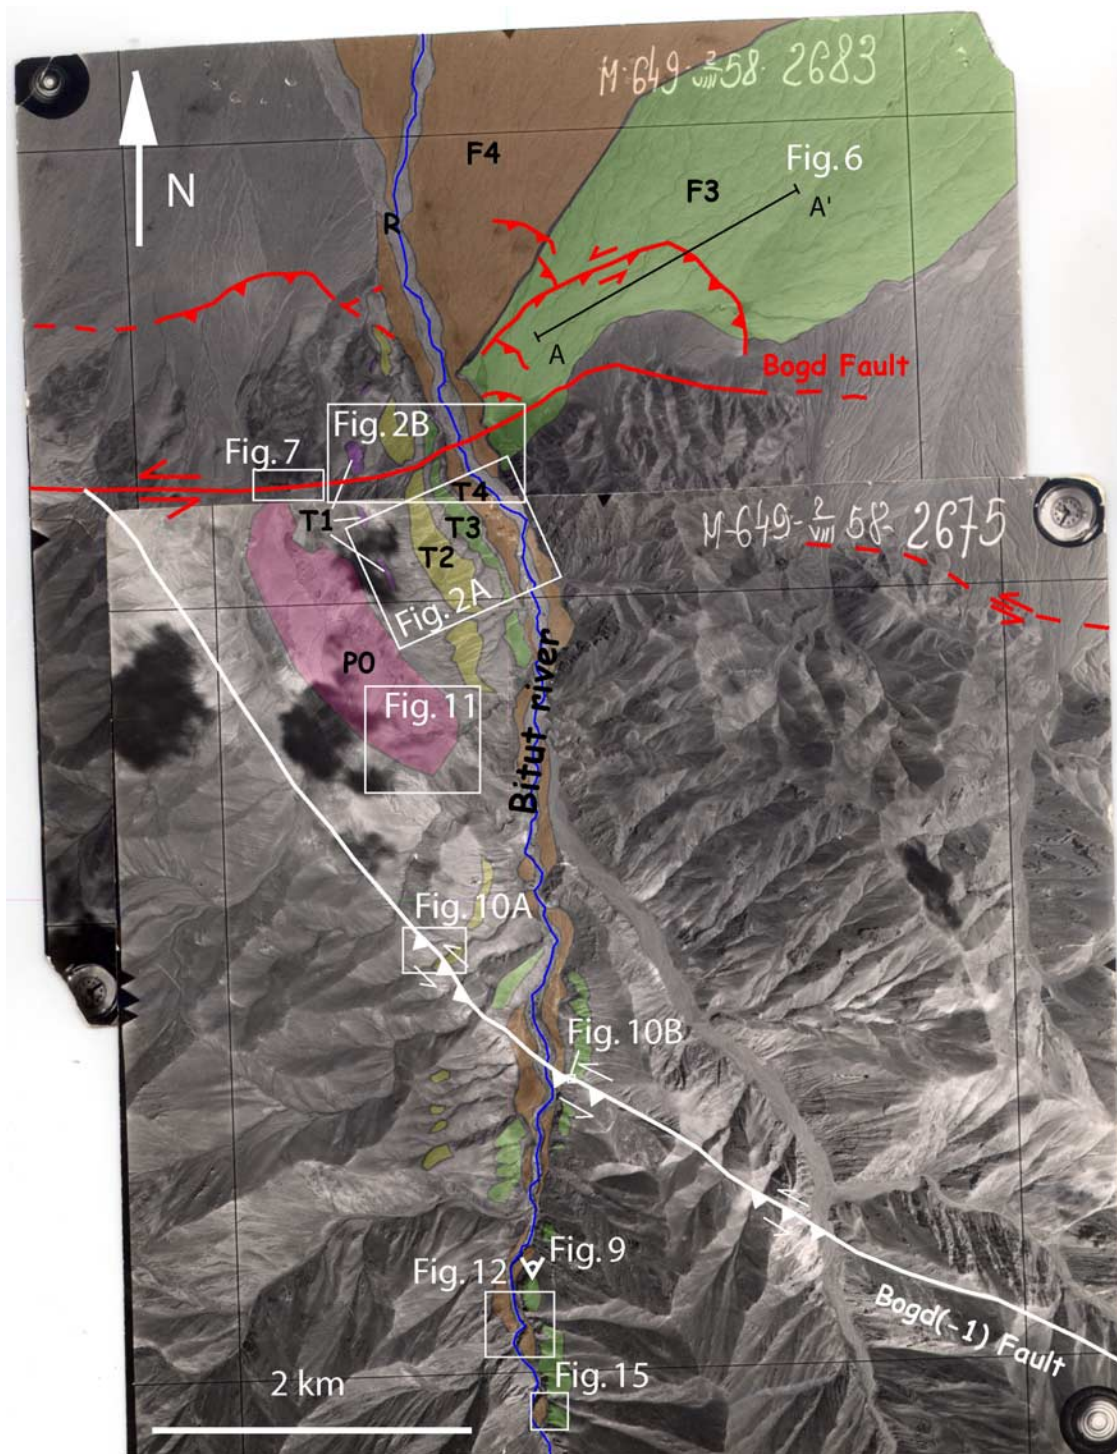 M-649-2/VIII 58- 2683
N
F4
F3
Fig. 6
A'
R
A
Bogd Fault
Fig. 2B
Fig. 7
T1
T4
T3
T2
Fig. 2A
M-649-2/VIII 58- 2675
P0
Fig. 11
Bitut river
Fig. 10A
Fig. 10B
Fig. 9
Fig. 12
Bogd(-1) Fault
Fig. 15
2 km